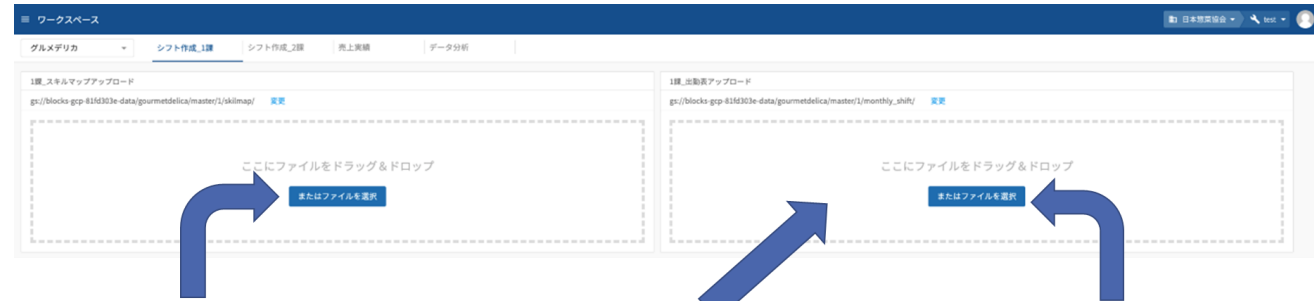 ワークスペース
日本惣菜協会 test
グルメデリカ シフト作成_1課 シフト作成_2課 売上実績 データ分析
1課_スキルマップアップロード
gs://blocks-gcp-81fd303e-data/gourmetdelica/master/1/skilmap/ 変更
ここにファイルをドラッグ＆ドロップ
またはファイルを選択
1課_出勤表アップロード
gs://blocks-gcp-81fd303e-data/gourmetdelica/master/1/monthly_shift/ 変更
ここにファイルをドラッグ＆ドロップ
またはファイルを選択